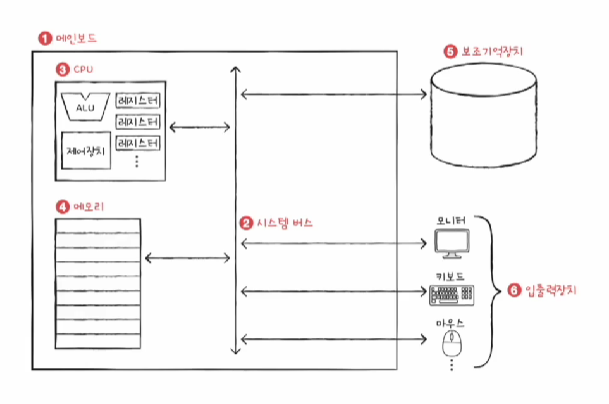 1 메인보드
5 보조기억장치
3 CPU
ALU
레지스터
레지스터
제어장치
레지스터
4 메모리
2 시스템 버스
모니터
키보드
6 입출력장치
마우스